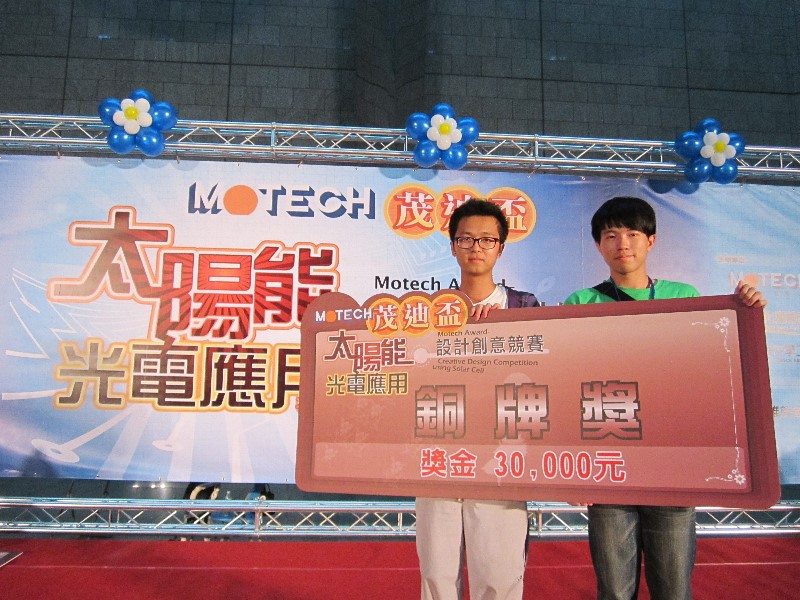 MOTECH 茂迪盃
太陽能
光電應用
Motech Award
MOTECH 茂迪盃
太陽能
光電應用
Motech Award
設計創意競賽
Creative Design Competition
using Solar Cell
銅牌獎
獎金 30,000元
MOTECH